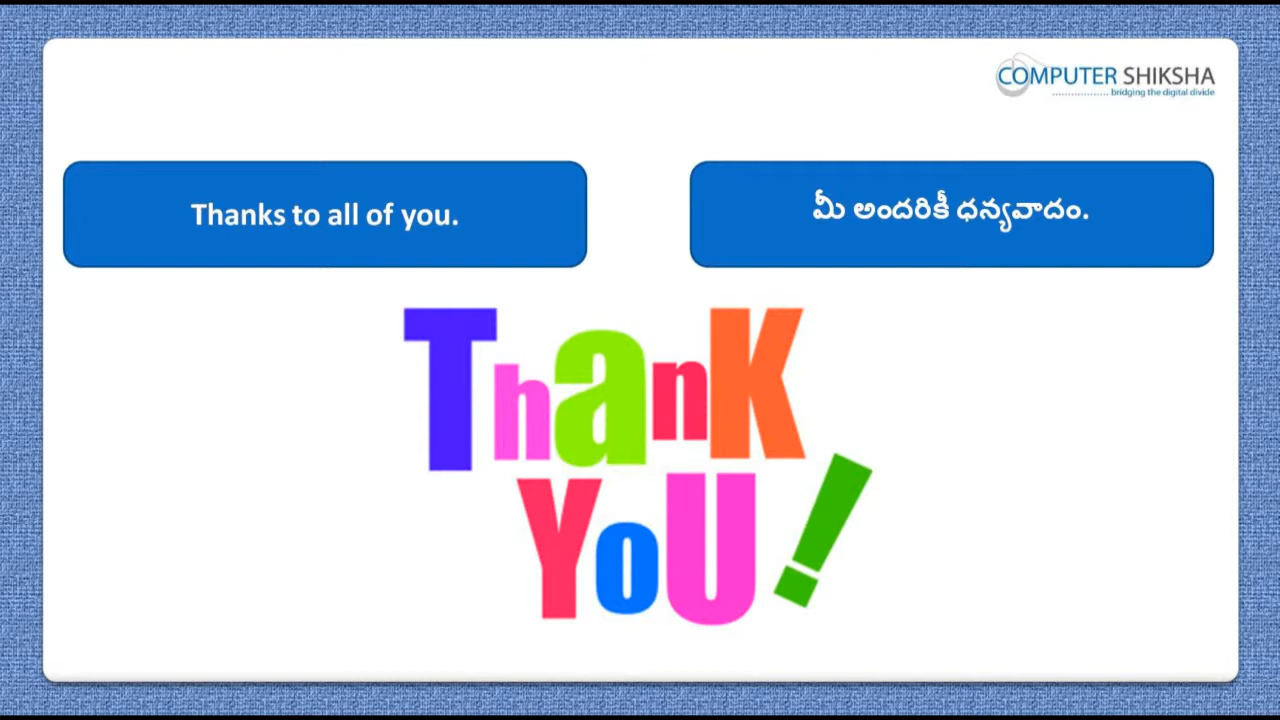 COMPUTER SHIKSHA
.................. bridging the digital divide
Thanks to all of you.
మీ అందరికీ ధన్యవాదం.
Thank
YoU!